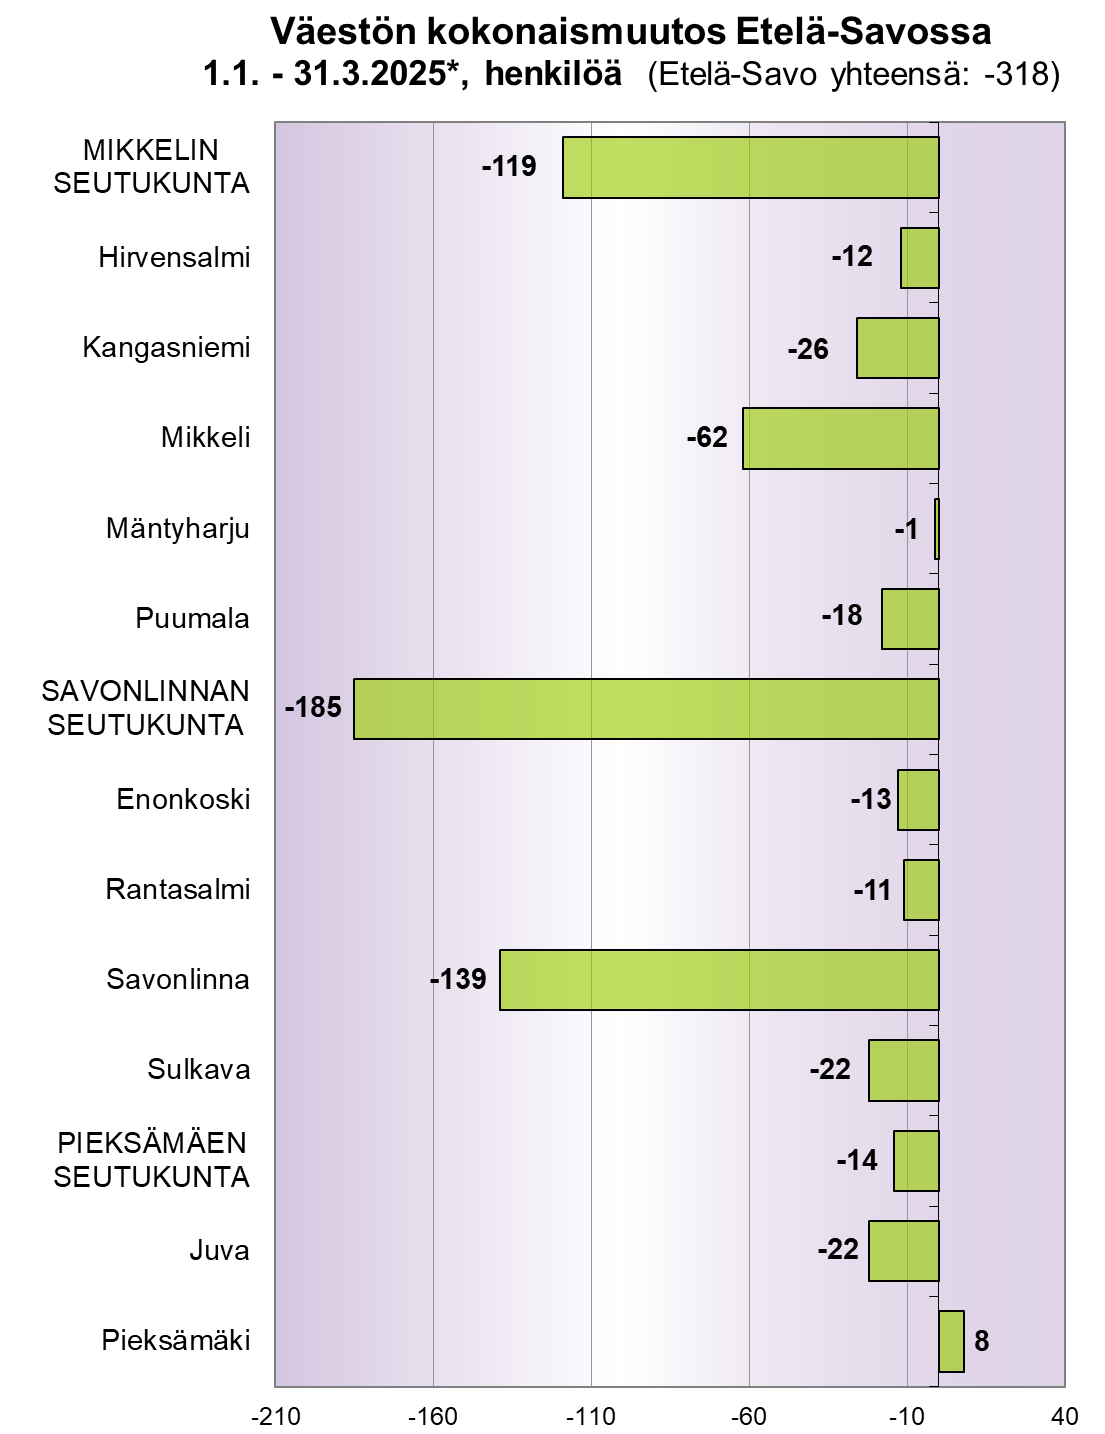 Väestön kokonaismuutos Etelä-Savossa
1.1. - 31.3.2025*, henkilöä (Etelä-Savo yhteensä: -318)
MIKKELIN
SEUTUKUNTA
-119
Hirvensalmi
-12
Kangasniemi
-26
Mikkeli
-62
Mäntyharju
-1
Puumala
-18
SAVONLINNAN
SEUTUKUNTA
-185
Enonkoski
-13
Rantasalmi
-11
Savonlinna
-139
Sulkava
-22
PIEKSÄMÄEN
SEUTUKUNTA
-14
Juva
-22
Pieksämäki
8
-210 -160 -110 -60 -10 40